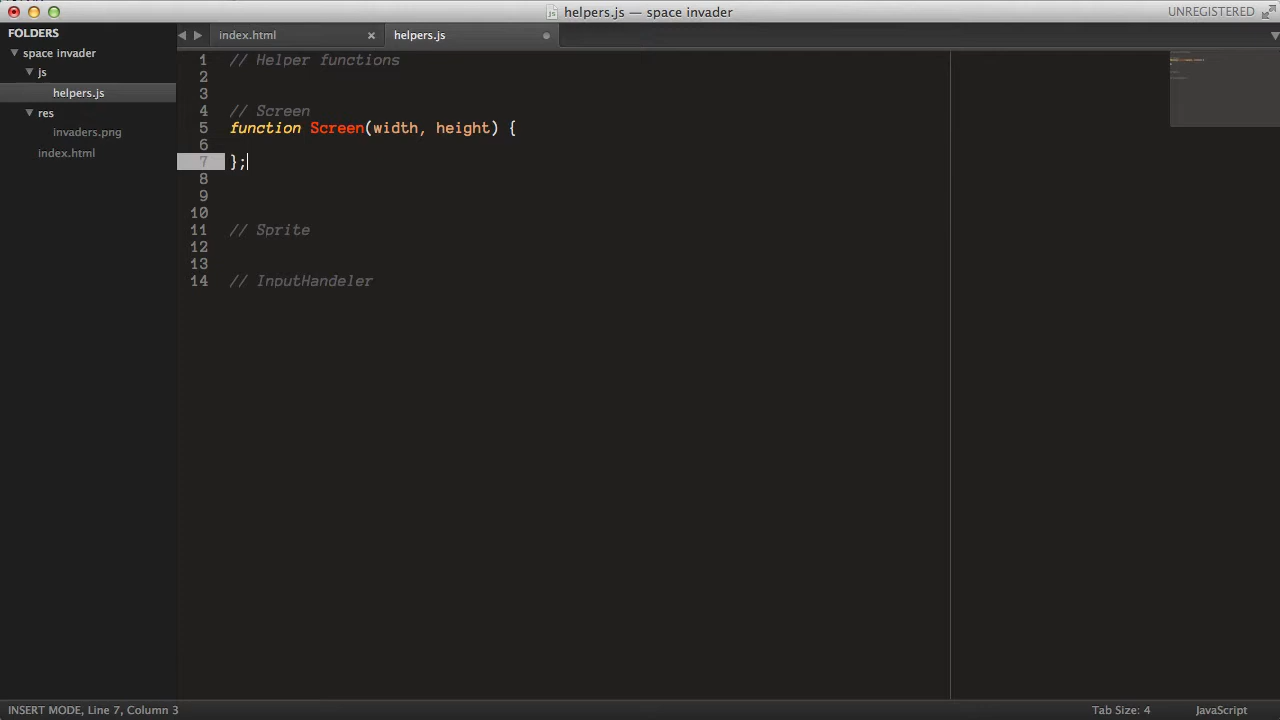 helpers.js — space invader
UNREGISTERED
FOLDERS
space invader
js
helpers.js
res
invaders.png
index.html
index.html
helpers.js
1 // Helper functions
2
3
4 // Screen
5 function Screen(width, height) {
6
7 };
8
9
10
11 // Sprite
12
13
14 // InputHandeler
INSERT MODE, Line 7, Column 3
Tab Size: 4
JavaScript